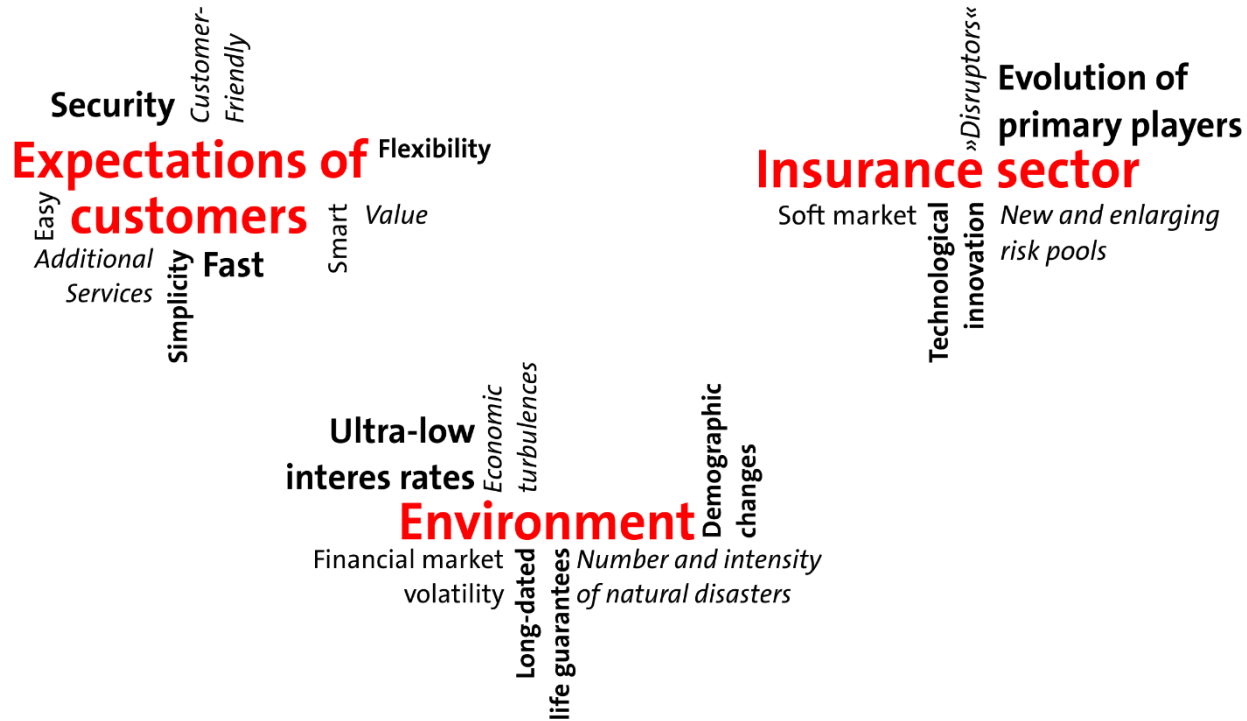 Security
Customer-
Friendly
Expectations of
customers
Flexibility
Easy
Smart
Value
Additional
Services
Simplicity
Fast
»Disruptors«
Evolution of
primary players
Insurance sector
Soft market
Technological
innovation
New and enlarging
risk pools
Ultra-low
interes rates
Economic
turbulences
Demographic
changes
Environment
Financial market
volatility
Long-dated
life guarantees
Number and intensity
of natural disasters